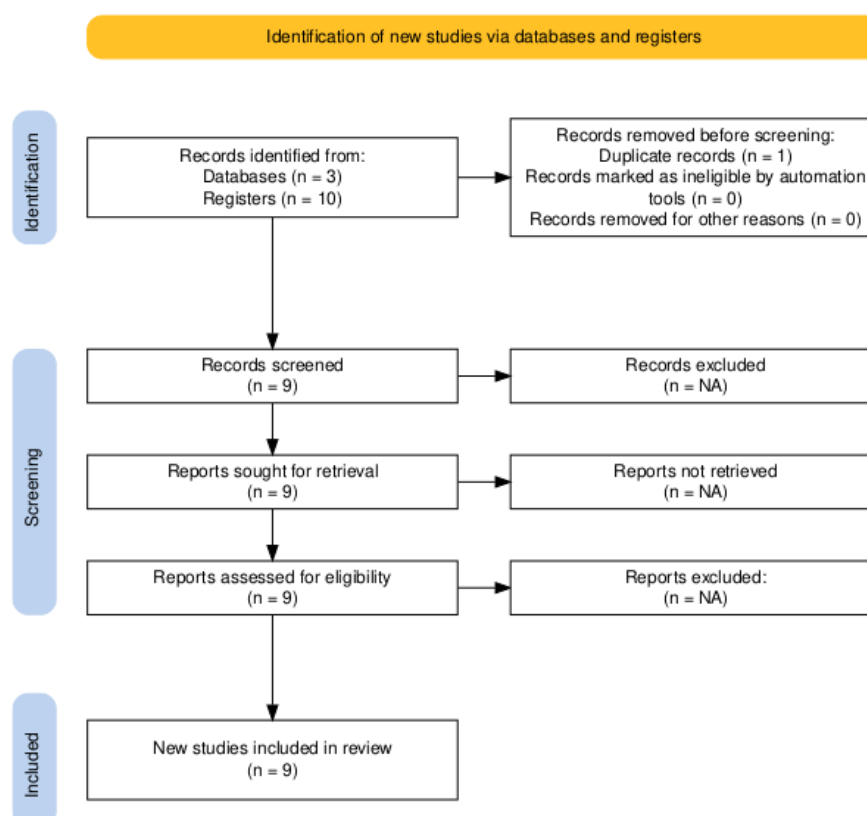 Identification of new studies via databases and registers
Identification
Records identified from:
Databases (n = 3)
Registers (n = 10)
Records removed before screening:
Duplicate records (n = 1)
Records marked as ineligible by automation
tools (n = 0)
Records removed for other reasons (n = 0)
Screening
Records screened
(n = 9)
Records excluded
(n = NA)
Reports sought for retrieval
(n = 9)
Reports not retrieved
(n = NA)
Reports assessed for eligibility
(n = 9)
Reports excluded:
(n = NA)
Included
New studies included in review
(n = 9)